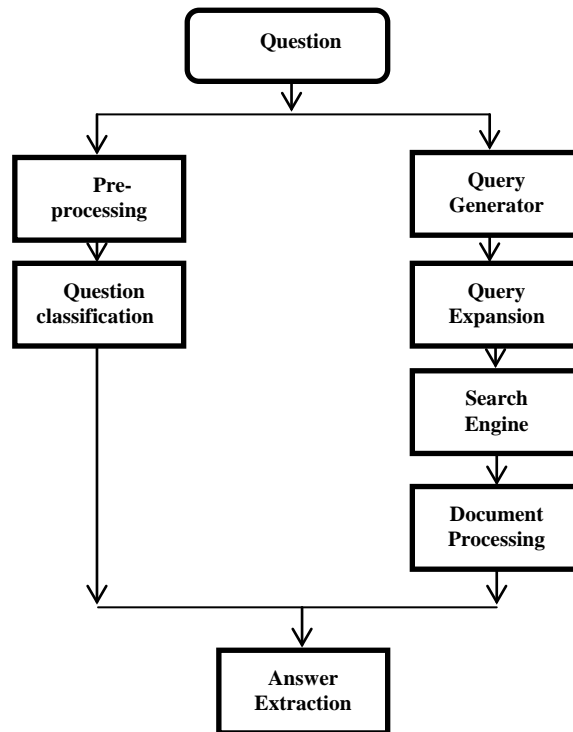 Question
Pre-
processing
Question
classification
Query
Generator
Query
Expansion
Search
Engine
Document
Processing
Answer
Extraction